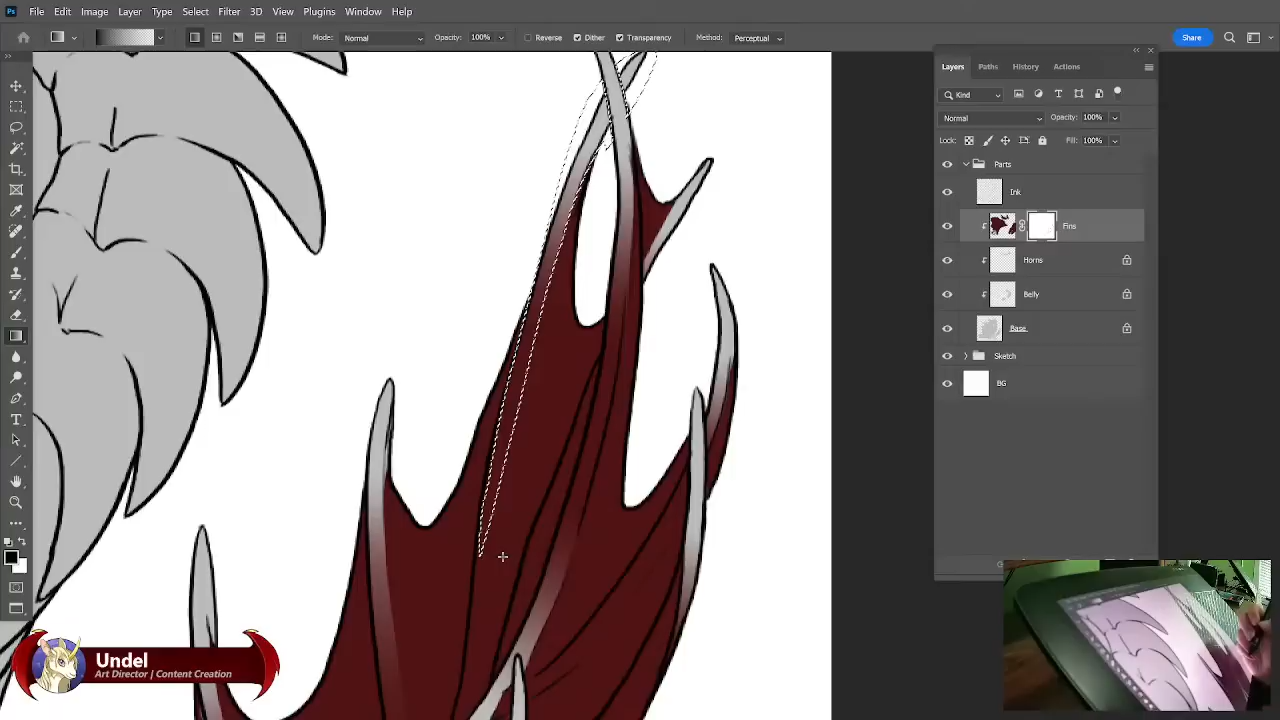 Ps File Edit Image Layer Type Select Filter 3D View Plugins Window Help
Mode: Normal Opacity: 100% Reverse Dither Transparency Method: Perceptual Share
Layers Paths History Actions
Kind
Normal Opacity: 100%
Lock: Fill: 100%
Parts
Ink
Fins
Horns
Belly
Base
Sketch
BG
Undel
Art Director | Content Creation